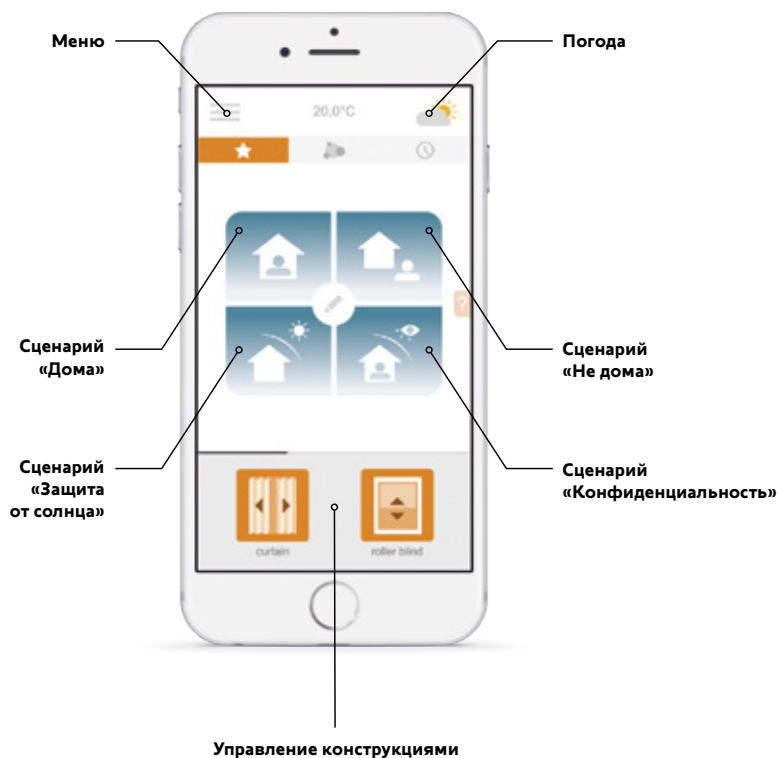 Меню
Погода
20,0°C
?
Сценарий
«Дома»
Сценарий
«Не дома»
Сценарий
«Защита
от солнца»
Сценарий
«Конфиденциальность»
curtain
roller blind
Управление конструкциями